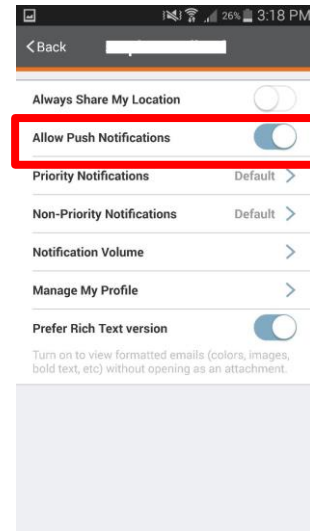 26% 3:18 PM
Back
Always Share My Location
Allow Push Notifications
Priority Notifications Default
Non-Priority Notifications Default
Notification Volume
Manage My Profile
Prefer Rich Text version
Turn on to view formatted emails (colors, images,
bold text, etc) without opening as an attachment.